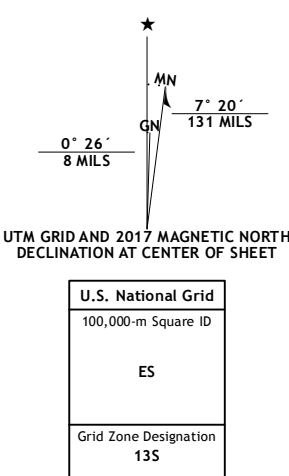 MN
7° 20´
131 MILS
GN
0° 26´
8 MILS
UTM GRID AND 2017 MAGNETIC NORTH
DECLINATION AT CENTER OF SHEET
U.S. National Grid
100,000-m Square ID
ES
Grid Zone Designation
13S